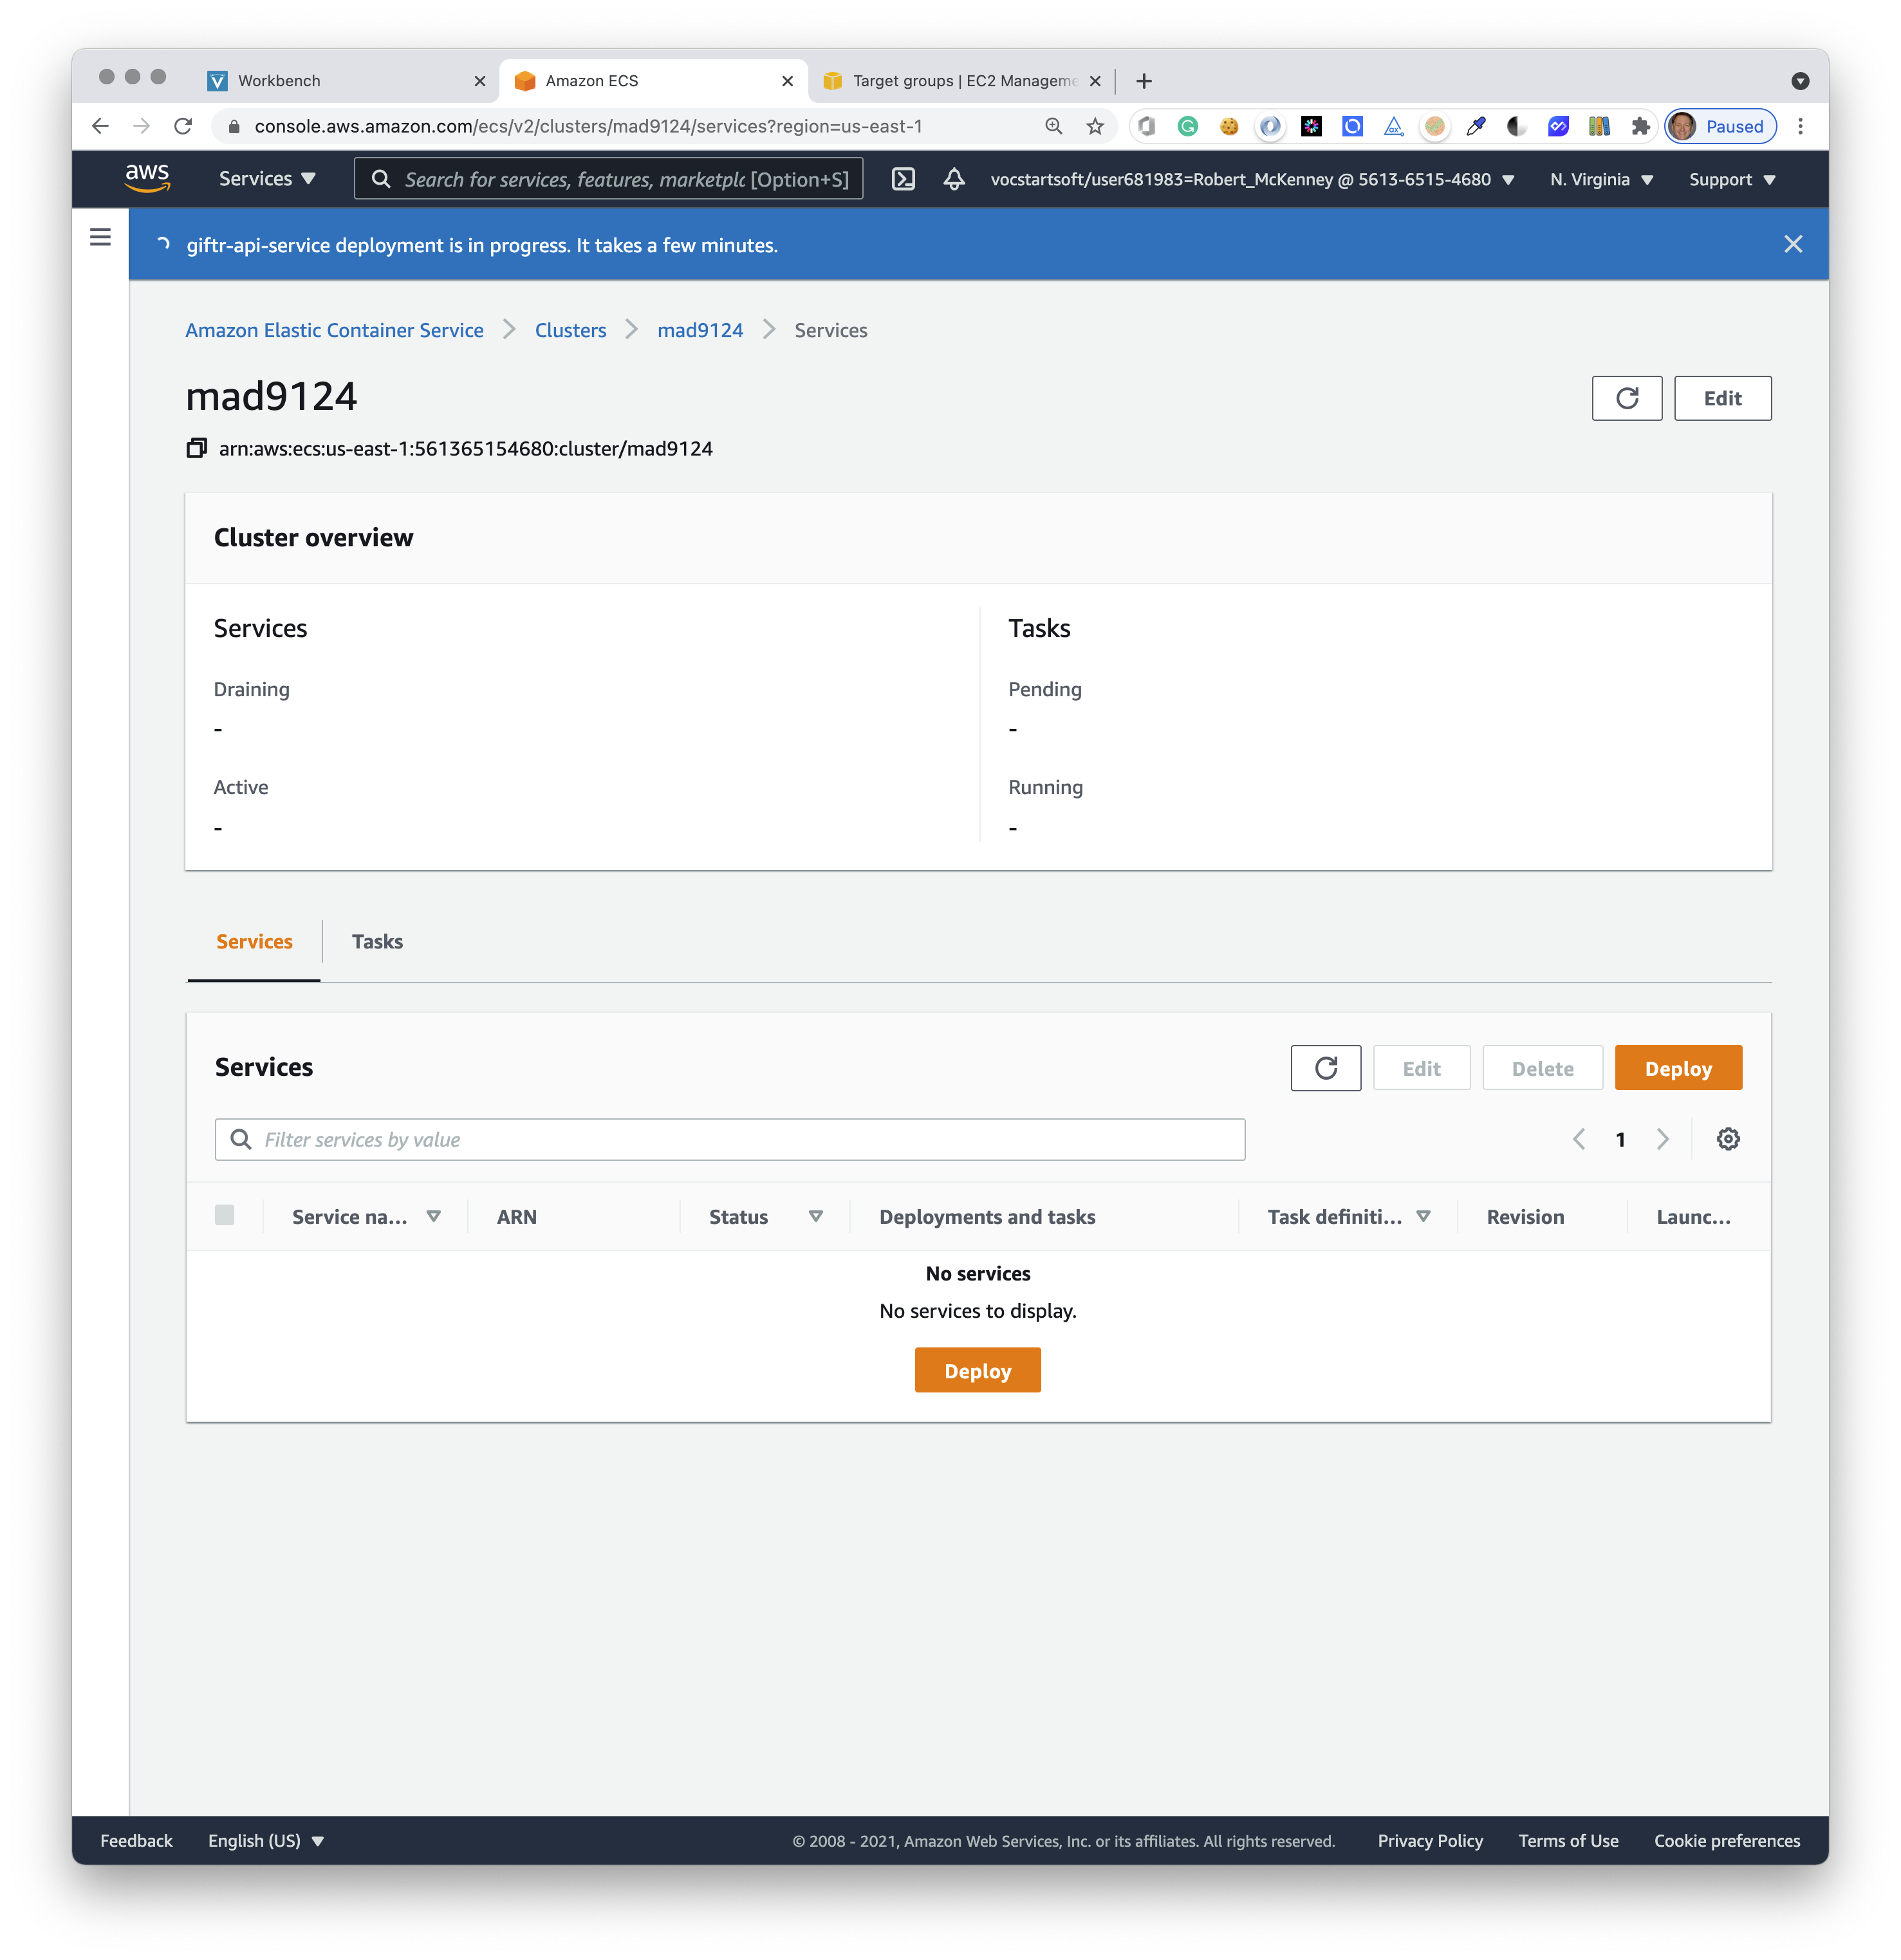 Workbench
Amazon ECS
Target groups | EC2 Manageme
console.aws.amazon.com/ecs/v2/clusters/mad9124/services?region=us-east-1
Paused
aws
Services
Search for services, features, marketplc [Option+S]
vocstartsoft/user681983=Robert_McKenney @ 5613-6515-4680
N. Virginia
Support
giftr-api-service deployment is in progress. It takes a few minutes.
Amazon Elastic Container Service
Clusters
mad9124
Services
mad9124
Edit
arn:aws:ecs:us-east-1:561365154680:cluster/mad9124
Cluster overview
Services
Tasks
Draining
Pending
-
-
Active
Running
-
-
Services
Tasks
Services
Edit
Delete
Deploy
Filter services by value
1
Service na...
ARN
Status
Deployments and tasks
Task definiti...
Revision
Launc...
No services
No services to display.
Deploy
Feedback
English (US)
© 2008 - 2021, Amazon Web Services, Inc. or its affiliates. All rights reserved.
Privacy Policy
Terms of Use
Cookie preferences